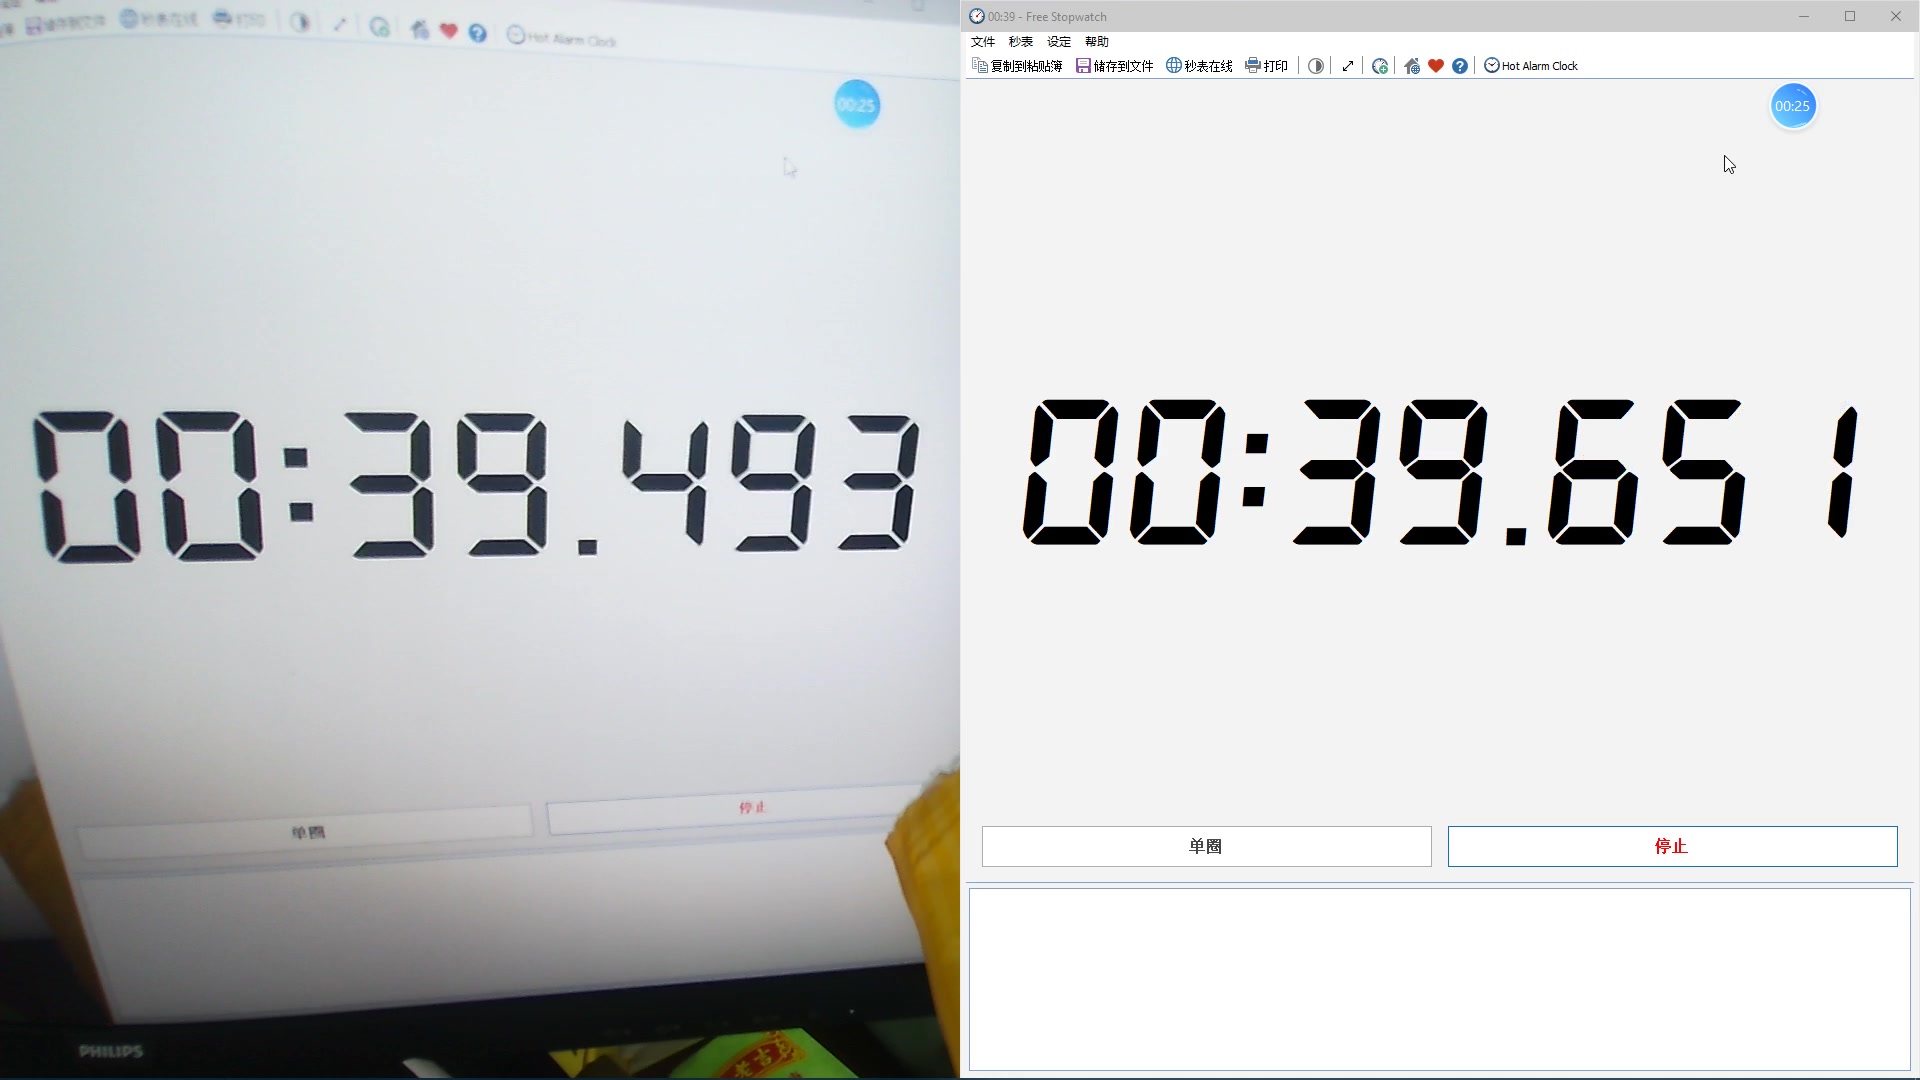 储存到文件 秒表在线 打印 Hot Alarm Clock
00:25
00:39.493
单圈 停止
PHILIPS
老吉
00:39 - Free Stopwatch
文件 秒表 设定 帮助
复制到粘贴簿 储存到文件 秒表在线 打印 Hot Alarm Clock
00:25
00:39.651
单圈 停止